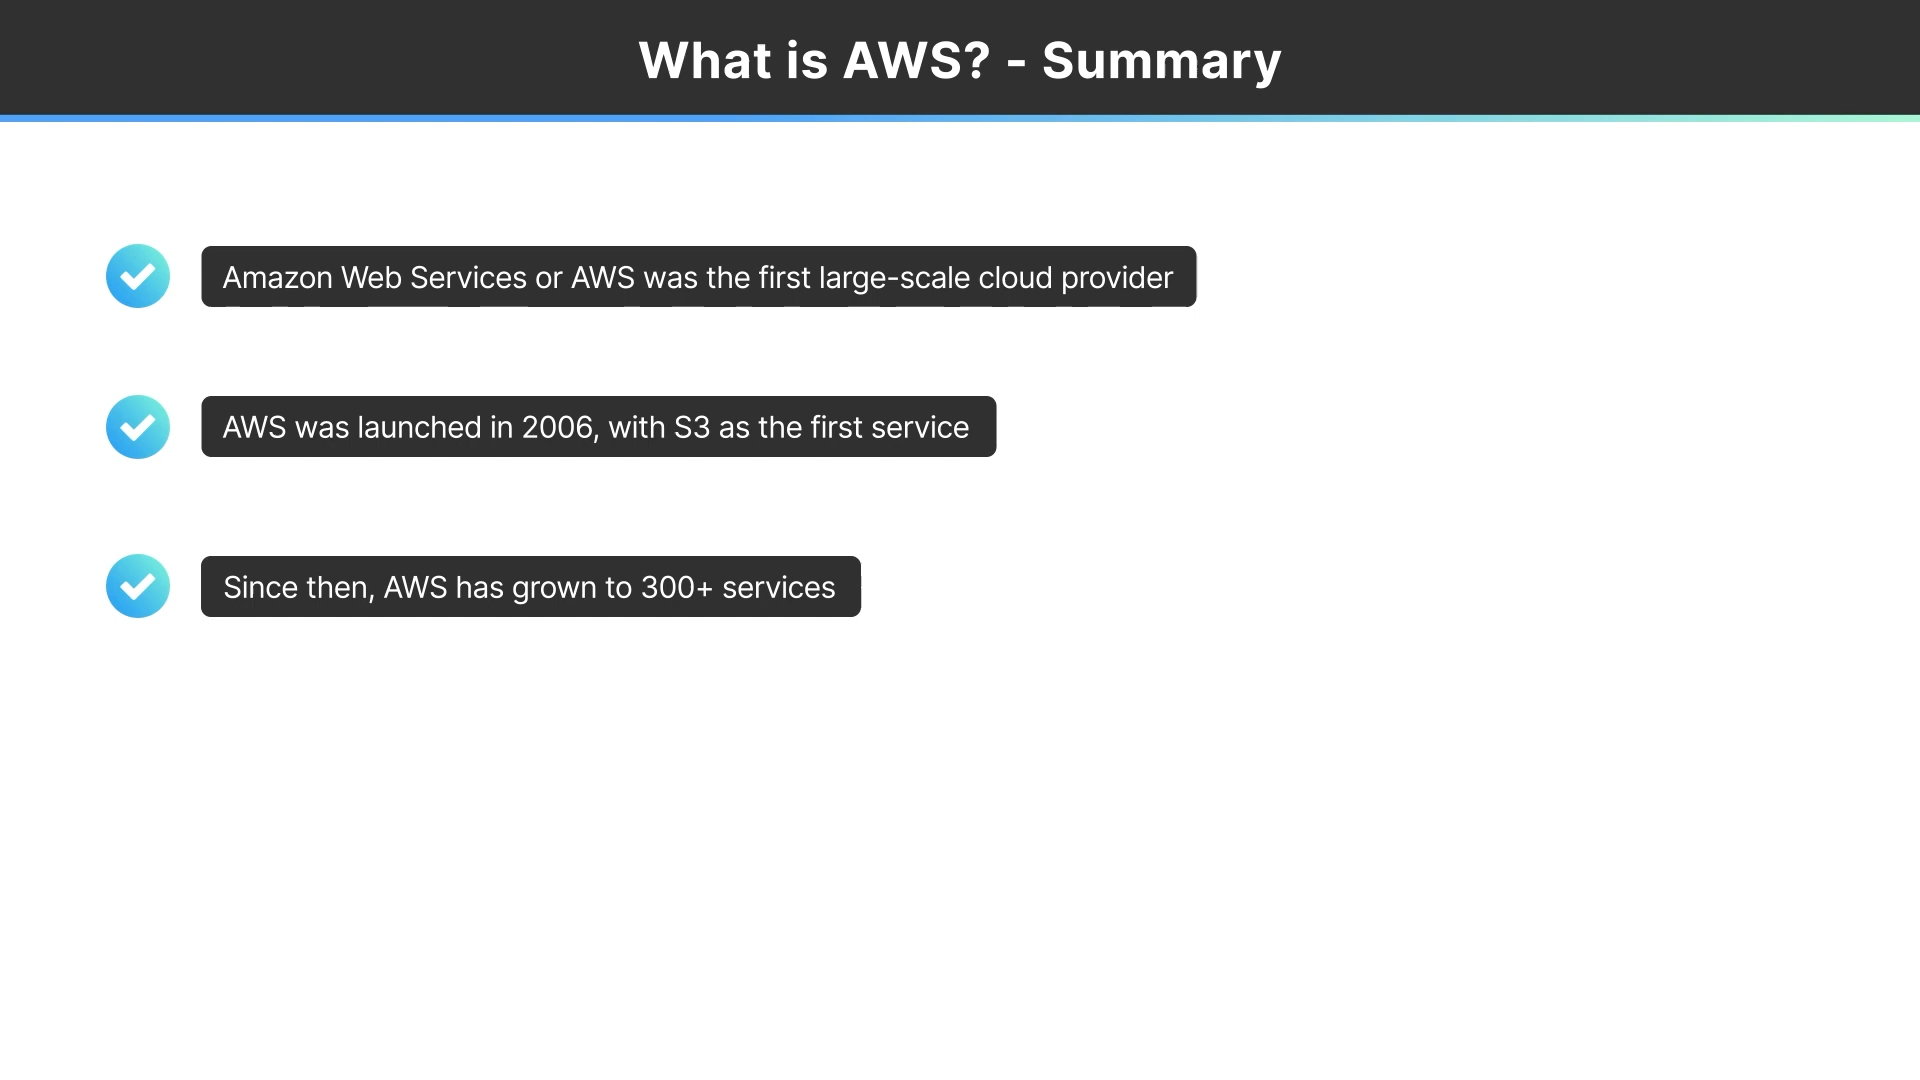 What is AWS? - Summary
Amazon Web Services or AWS was the first large-scale cloud provider
AWS was launched in 2006, with S3 as the first service
Since then, AWS has grown to 300+ services